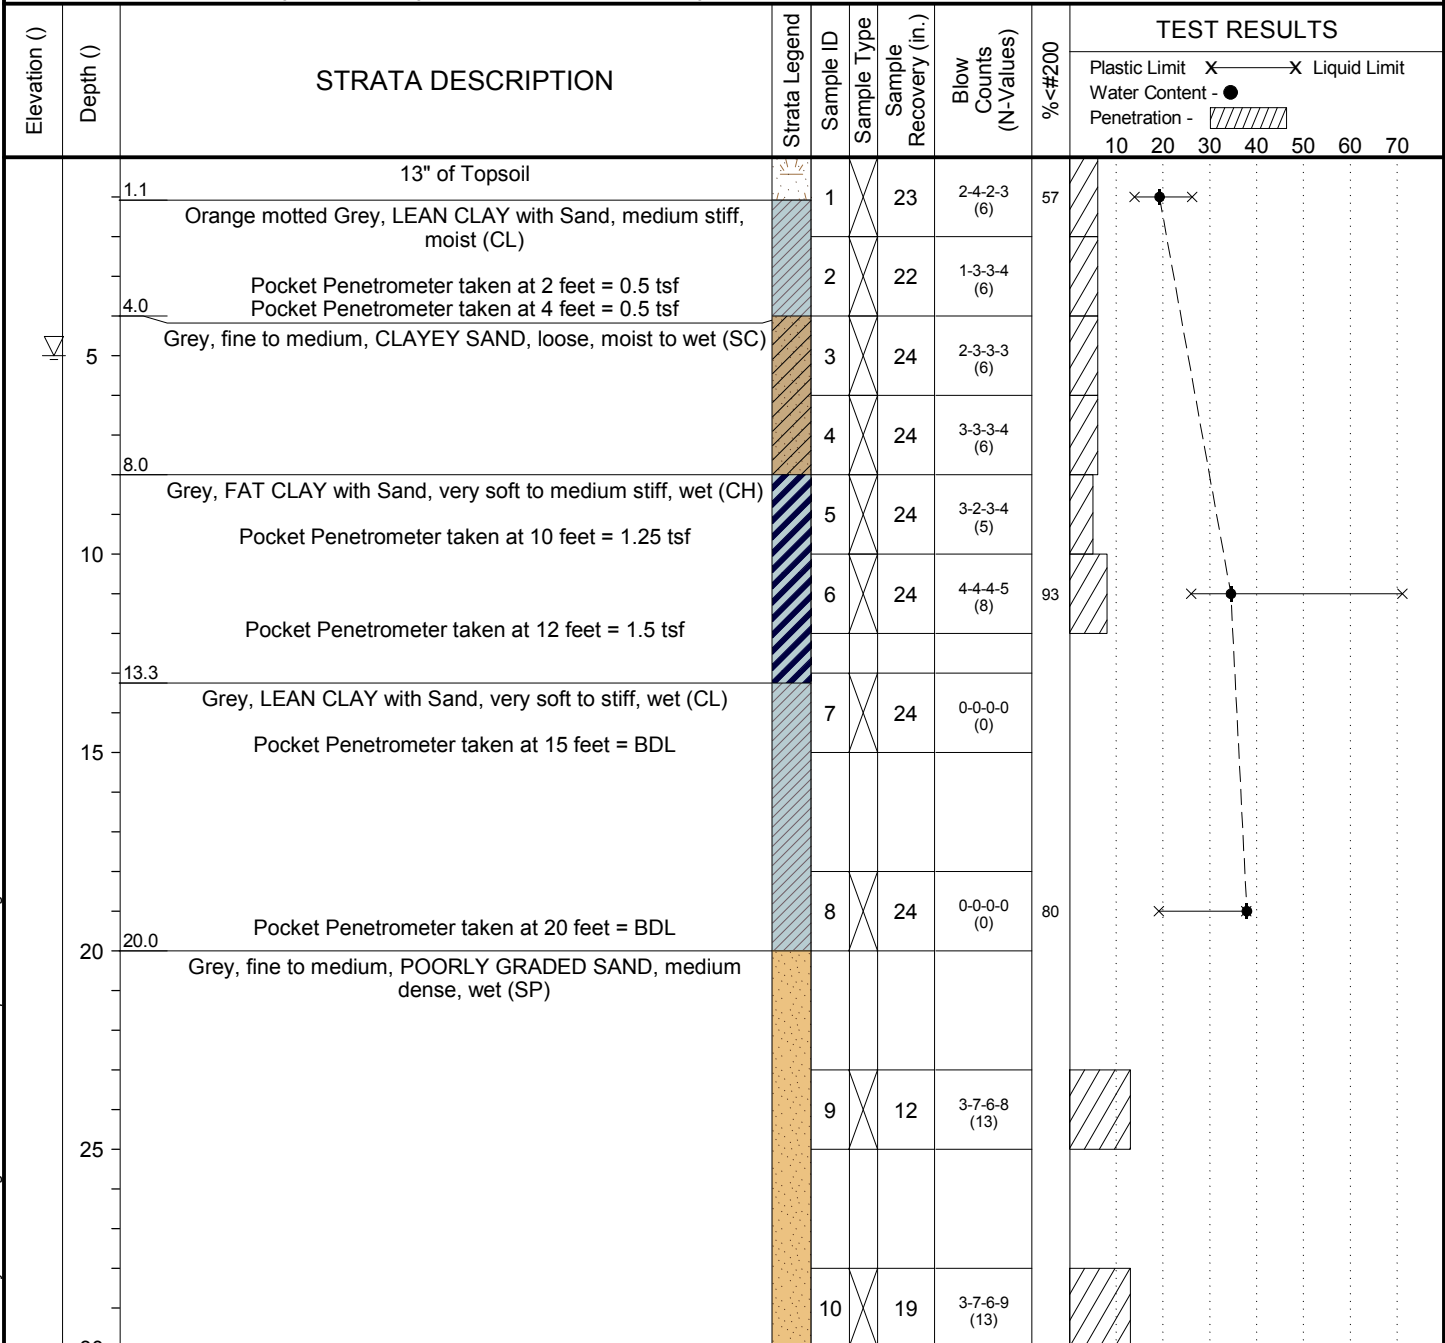 Elevation ()
Depth ()
STRATA DESCRIPTION
Strata Legend
Sample ID
Sample Type
Sample
Recovery (in.)
Blow
Counts
(N-Values)
%<#200
TEST RESULTS
Plastic Limit X X Liquid Limit
Water Content -
Penetration -
10 20 30 40 50 60 70
13" of Topsoil
1.1
1 23 2-4-2-3 57
(6)
Orange motted Grey, LEAN CLAY with Sand, medium stiff,
moist (CL)
2 22 1-3-3-4
(6)
Pocket Penetrometer taken at 2 feet = 0.5 tsf
Pocket Penetrometer taken at 4 feet = 0.5 tsf
4.0
Grey, fine to medium, CLAYEY SAND, loose, moist to wet (SC)
5
3 24 2-3-3-3
(6)
4 24 3-3-3-4
(6)
8.0
Grey, FAT CLAY with Sand, very soft to medium stiff, wet (CH)
5 24 3-2-3-4
(5)
Pocket Penetrometer taken at 10 feet = 1.25 tsf
10
6 24 4-4-4-5 93
(8)
Pocket Penetrometer taken at 12 feet = 1.5 tsf
13.3
Grey, LEAN CLAY with Sand, very soft to stiff, wet (CL)
7 24 0-0-0-0
(0)
Pocket Penetrometer taken at 15 feet = BDL
15
8 24 0-0-0-0 80
(0)
Pocket Penetrometer taken at 20 feet = BDL
20 20.0
Grey, fine to medium, POORLY GRADED SAND, medium
dense, wet (SP)
9 12 3-7-6-8
(13)
25
10 19 3-7-6-9
(13)